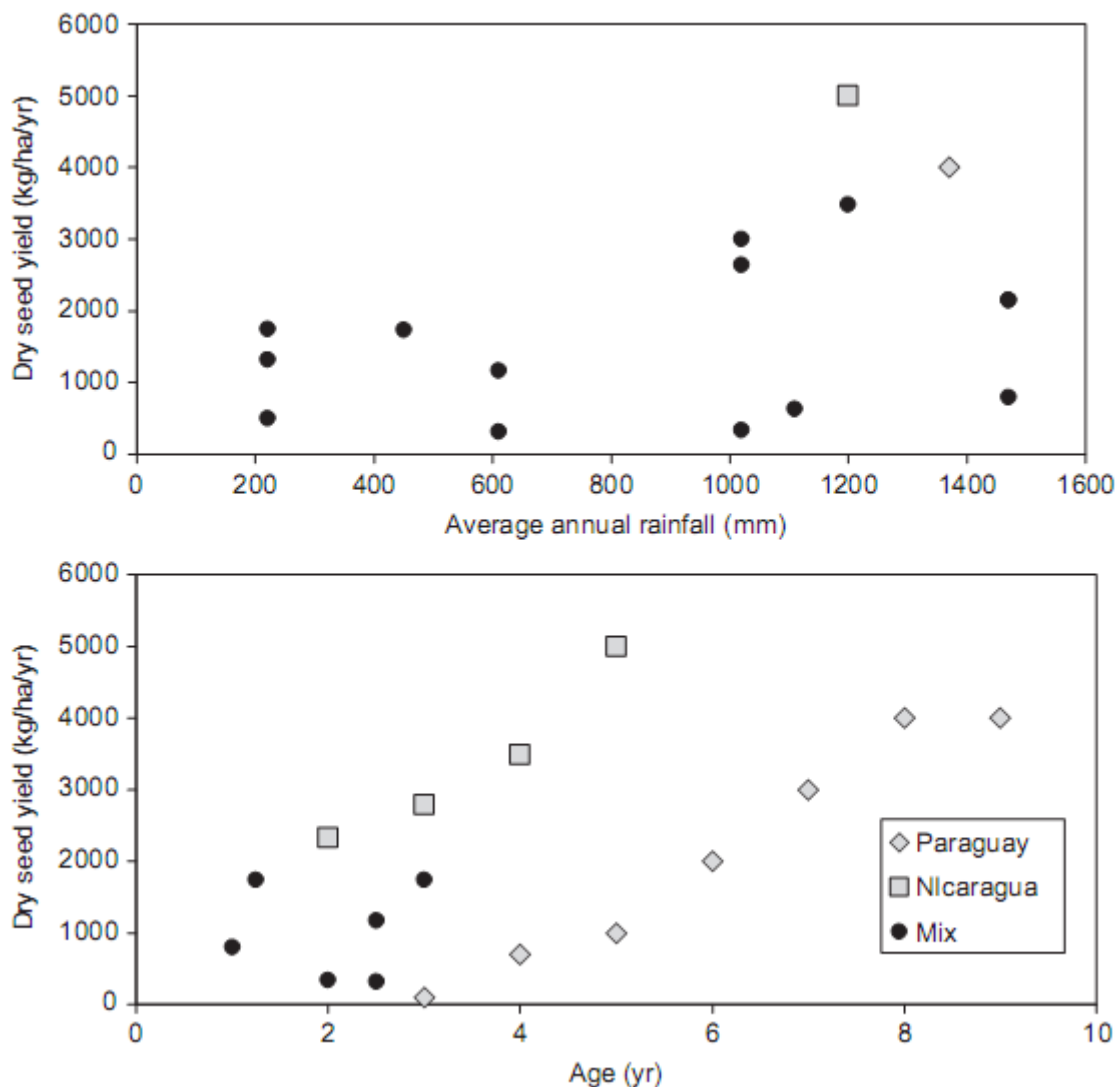 6000
5000
4000
3000
2000
1000
0
Dry seed yield (kg/ha/yr)
0 200 400 600 800 1000 1200 1400 1600
Average annual rainfall (mm)
6000
5000
4000
3000
2000
1000
0
Dry seed yield (kg/ha/yr)
Paraguay
NIcaragua
Mix
0 2 4 6 8 10
Age (yr)